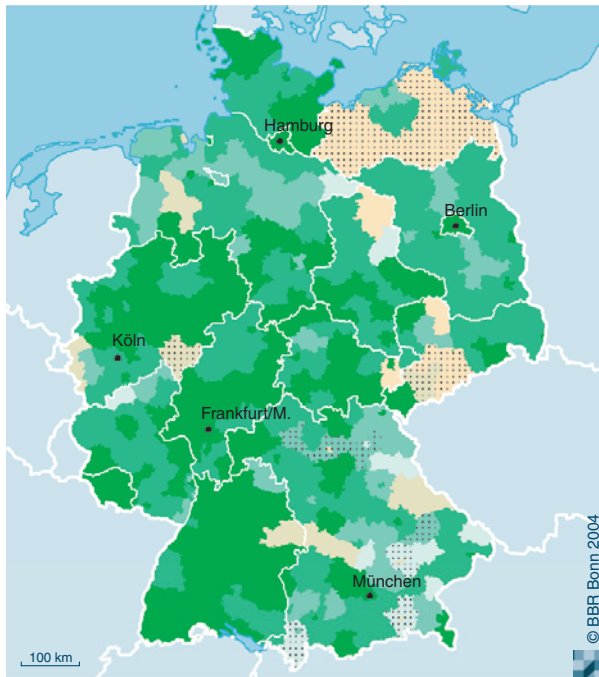 Hamburg
Berlin
Köln
Frankfurt/M.
München
100 km
© BBR Bonn 2004